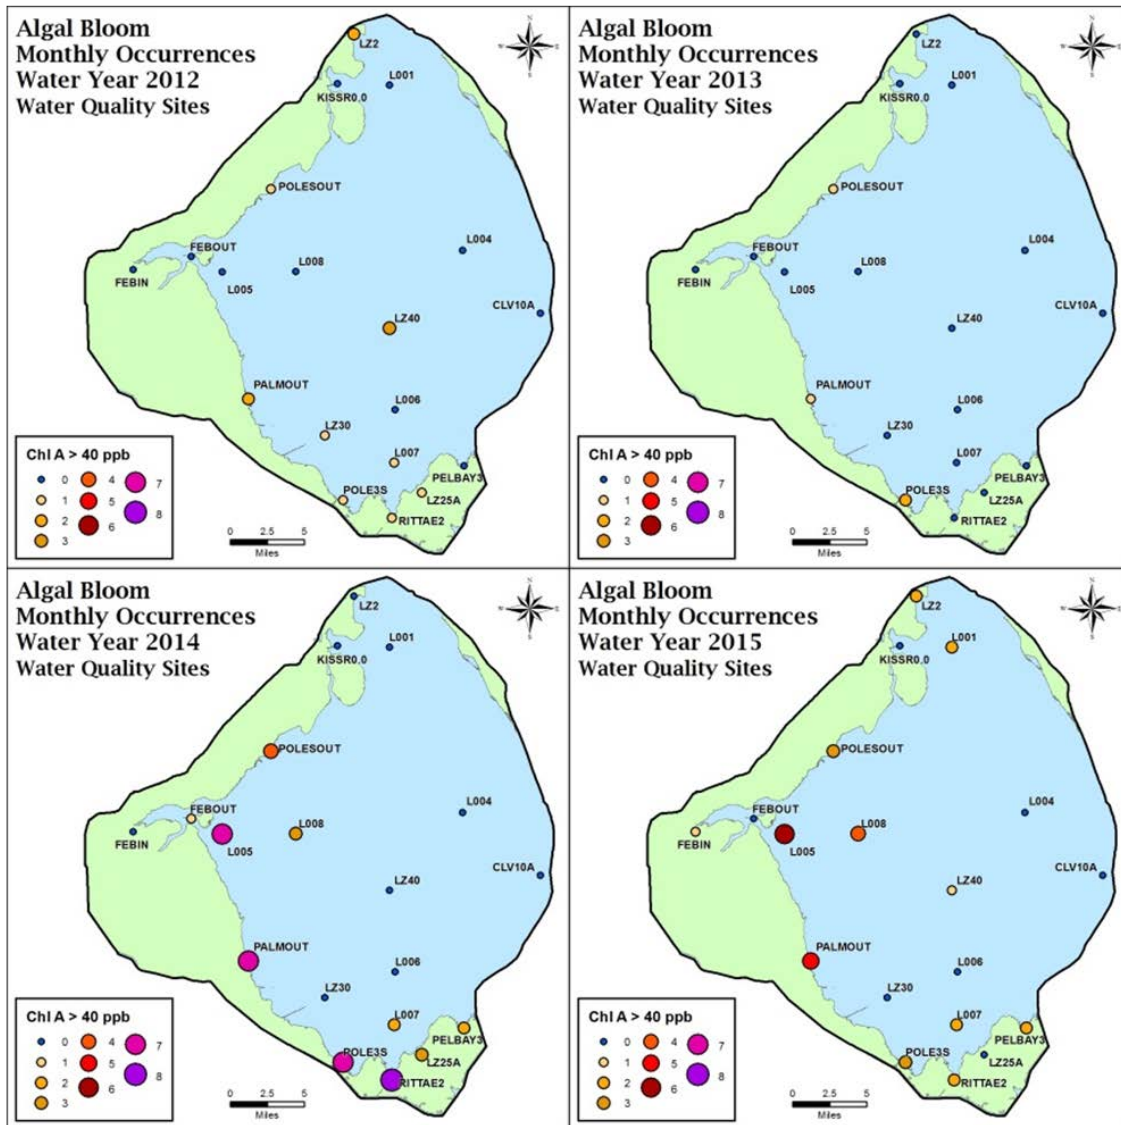 Algal Bloom
Monthly Occurrences
Water Year 2012
Water Quality Sites
N
LZ2
L001
KISSR0.0
POLESOUT
L004
FEBOUT
L008
FEBIN
L005
CLV10A
LZ40
PALMOUT
L006
LZ30
L007
PELBAY3
LZ25A
POLE3S
RITTAE2
Chl A > 40 ppb
0 4 7
1 5 8
2 6
3
5 2.5 0 5
Miles
Algal Bloom
Monthly Occurrences
Water Year 2013
Water Quality Sites
N
LZ2
L001
KISSR0.0
POLESOUT
L004
FEBOUT
L008
FEBIN
L005
CLV10A
LZ40
PALMOUT
L006
LZ30
L007
PELBAY3
LZ25A
POLE3S
RITTAE2
Chl A > 40 ppb
0 4 7
1 5 8
2 6
3
5 2.5 0 5
Miles
Algal Bloom
Monthly Occurrences
Water Year 2014
Water Quality Sites
N
LZ2
L001
KISSR0.0
POLESOUT
L004
FEBOUT
L008
FEBIN
L005
CLV10A
LZ40
PALMOUT
L006
LZ30
L007
PELBAY3
POLE3S
LZ25A
RITTAE2
Chl A > 40 ppb
0 4 7
1 5 8
2 6
3
5 2.5 0 5
Miles
Algal Bloom
Monthly Occurrences
Water Year 2015
Water Quality Sites
N
LZ2
L001
KISSR0.0
POLESOUT
L004
FEBOUT
L008
FEBIN
L005
CLV10A
LZ40
PALMOUT
L006
LZ30
L007
PELBAY3
POLE3S
LZ25A
RITTAE2
Chl A > 40 ppb
0 4 7
1 5 8
2 6
3
5 2.5 0 5
Miles